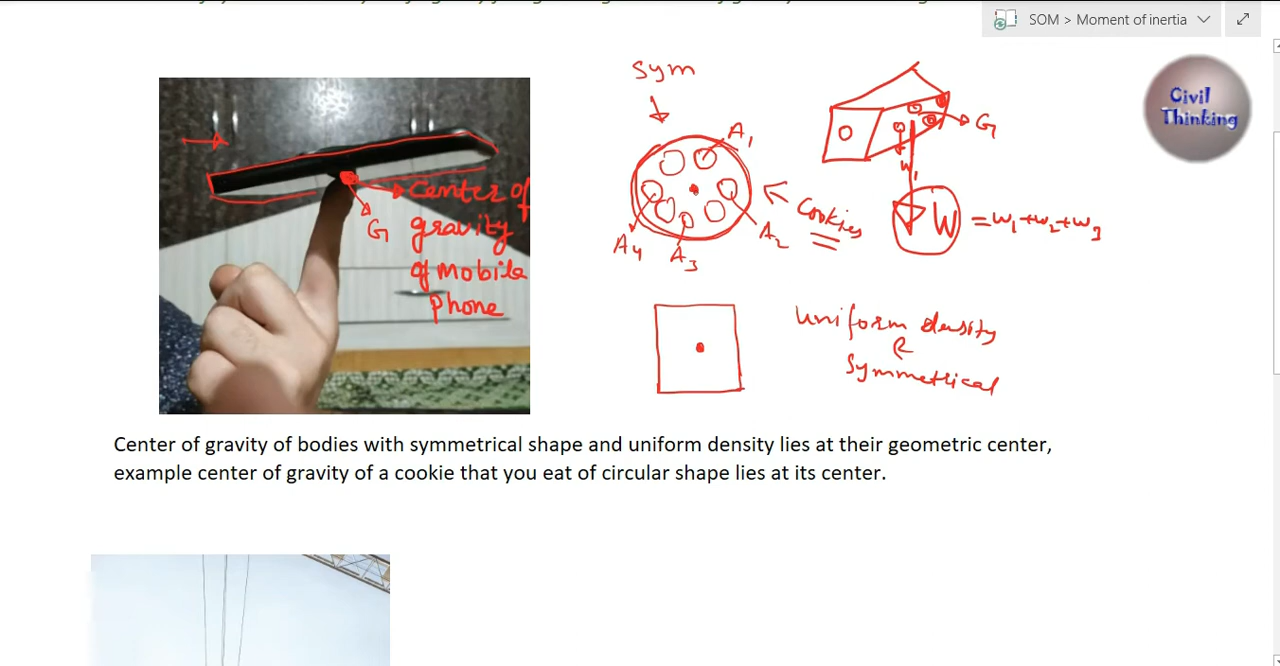 SOM > Moment of inertia
Civil
Thinking
Sym
A1
A2
A3
A4
Cookies
G
W1
W = W1 + W2 + W3
Center of
gravity
of Mobile
Phone
G
Uniform density
&
Symmetrical
Center of gravity of bodies with symmetrical shape and uniform density lies at their geometric center,
example center of gravity of a cookie that you eat of circular shape lies at its center.